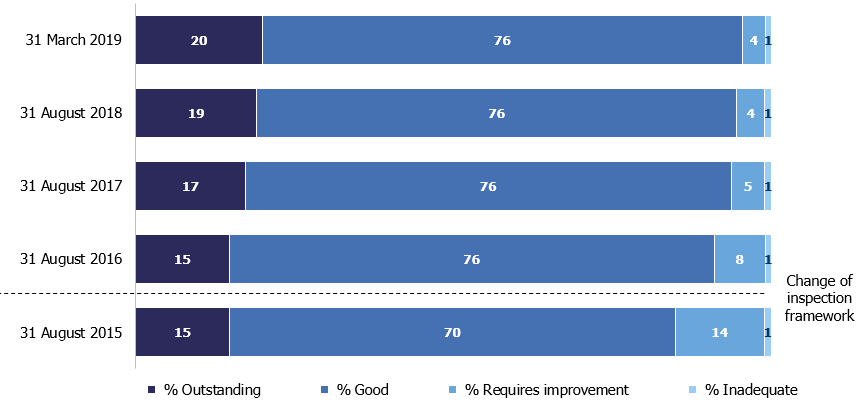 31 March 2019 20 76 4 1
31 August 2018 19 76 4 1
31 August 2017 17 76 5 1
31 August 2016 15 76 8 1
Change of
inspection
framework
31 August 2015 15 70 14 1
% Outstanding % Good % Requires improvement % Inadequate